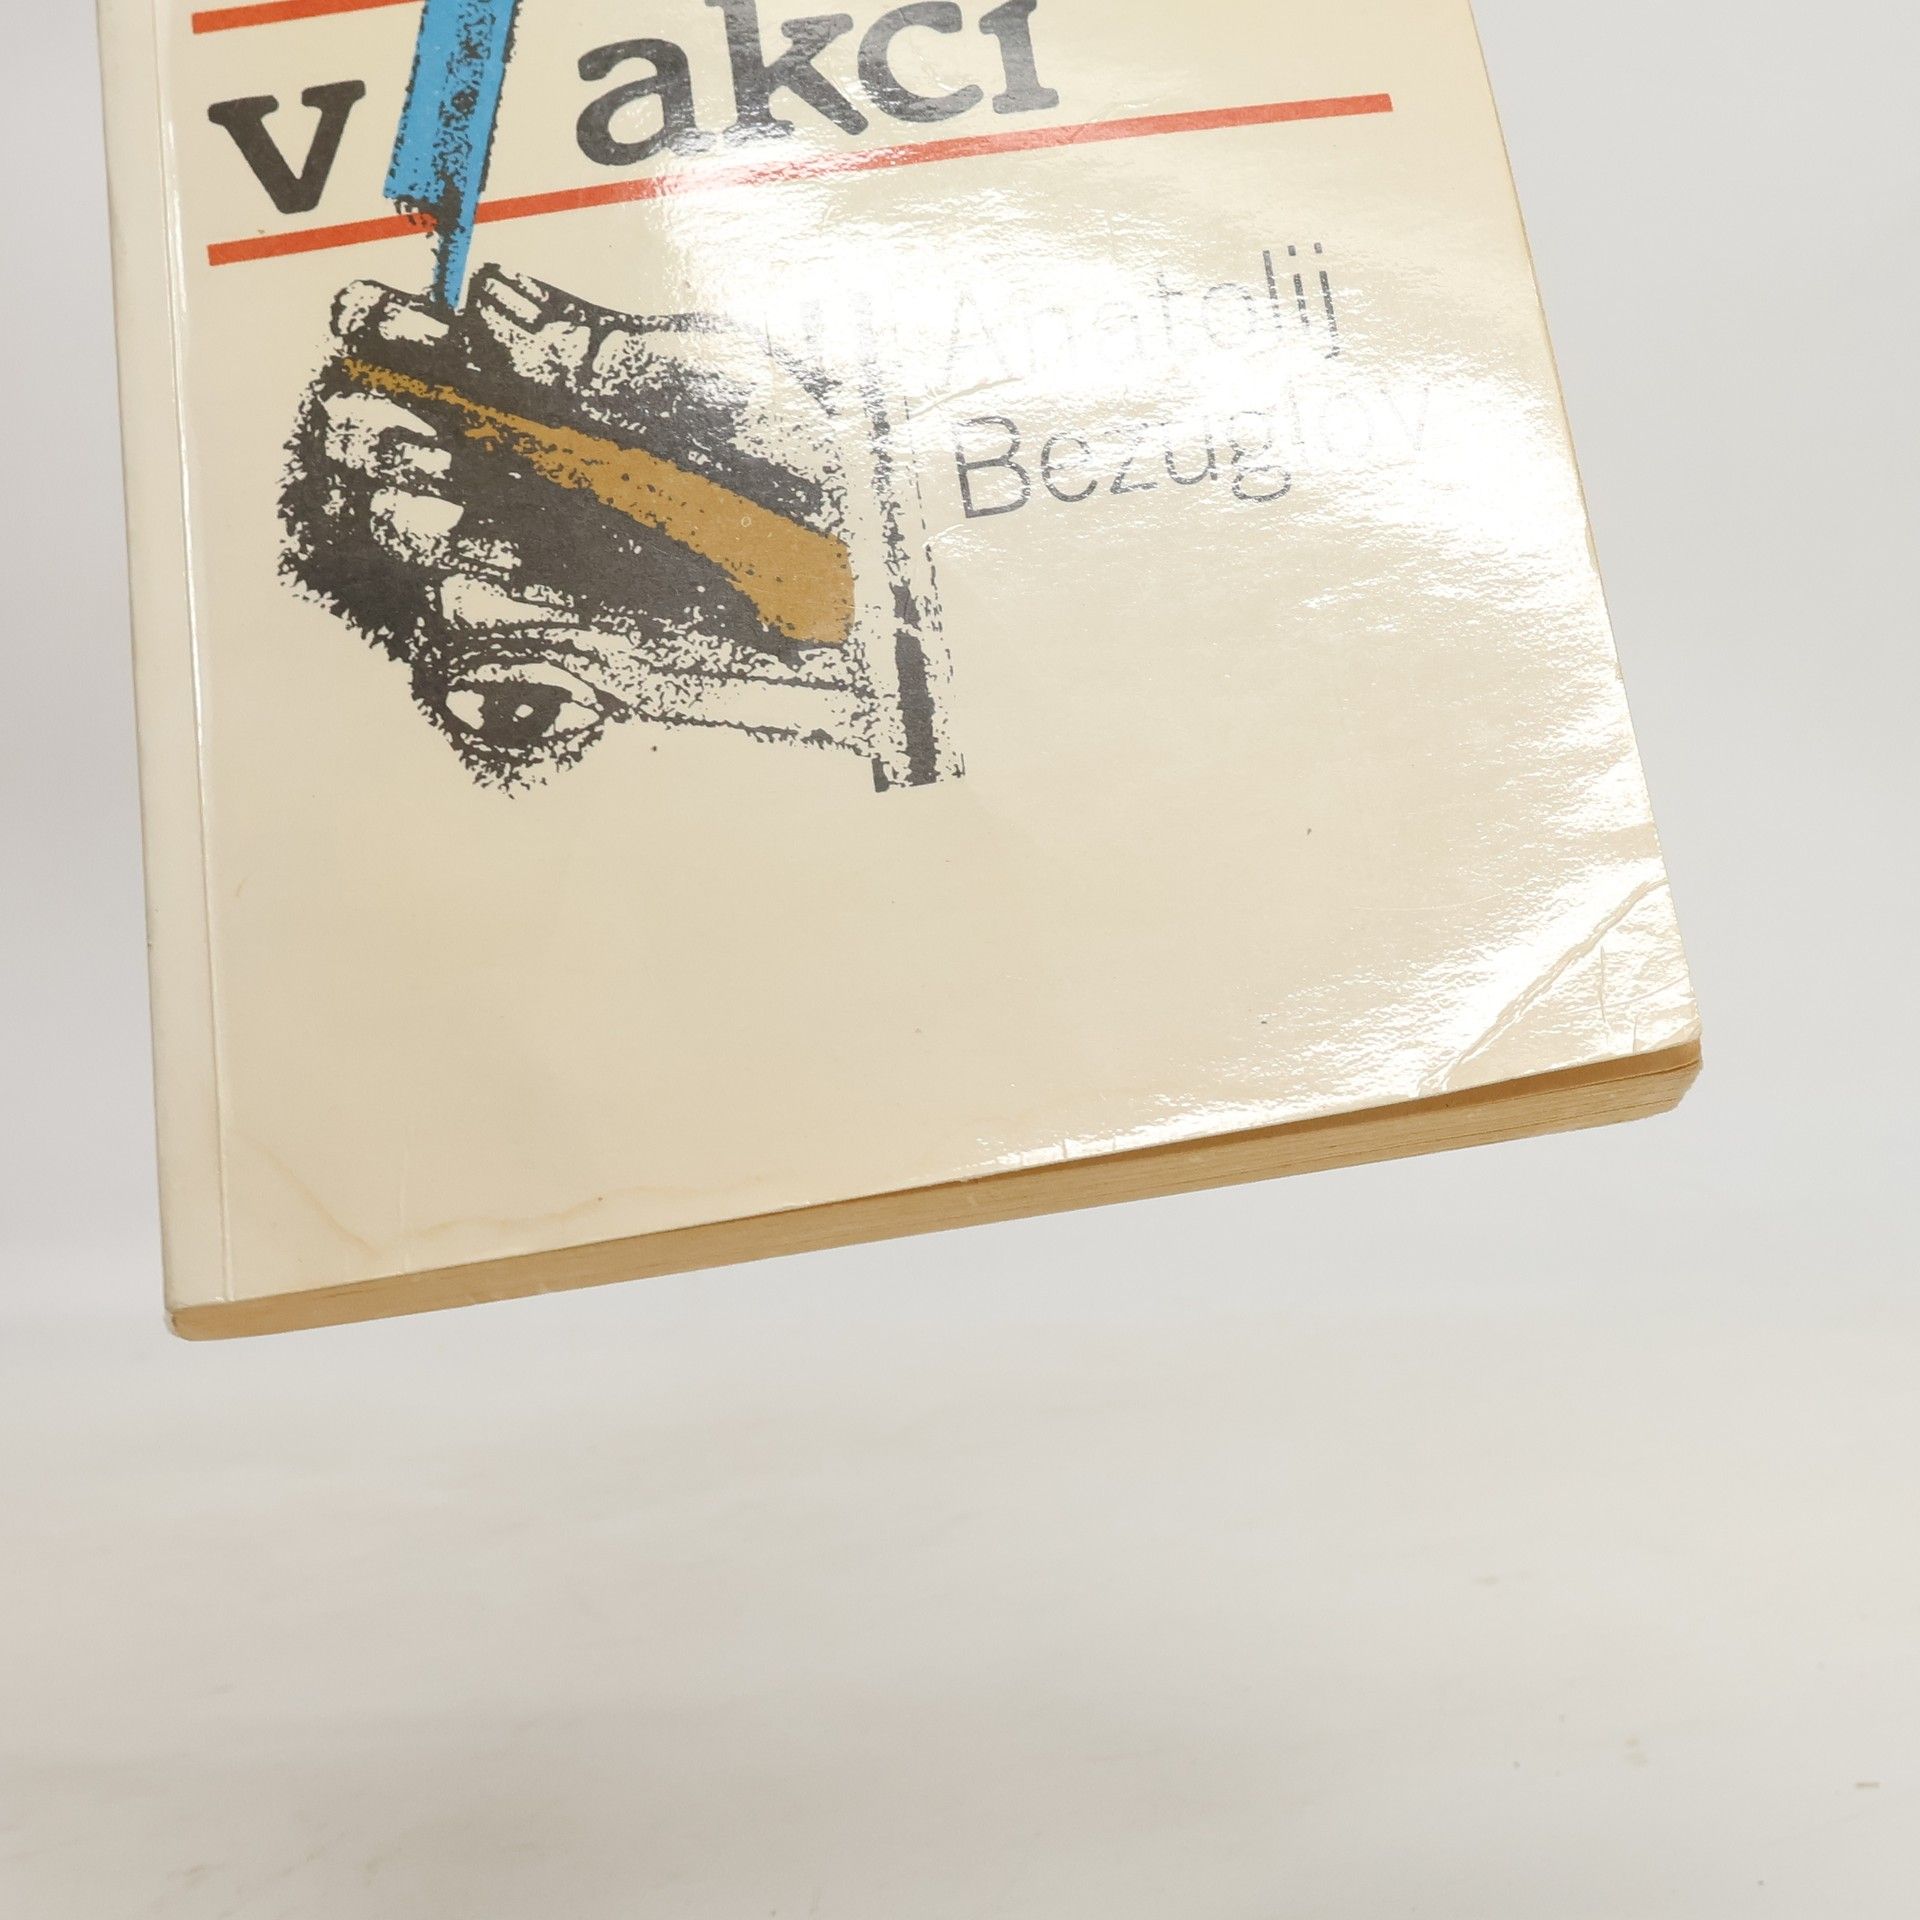 v akci
Anatolij
Bezuglov